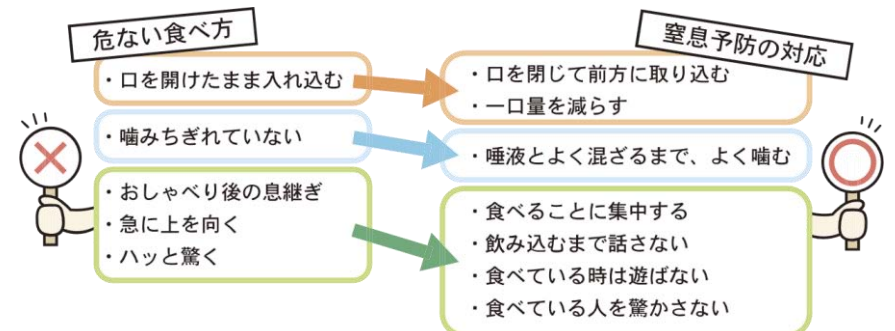 危ない食べ方
・口を開けたまま入れ込む
・噛みちぎれていない
・おしゃべり後の息継ぎ
・急に上を向く
・ハッと驚く
窒息予防の対応
・口を閉じて前方に取り込む
・一口量を減らす
・唾液とよく混ざるまで、よく噛む
・食べることに集中する
・飲み込むまで話さない
・食べている時は遊ばない
・食べている人を驚かさない